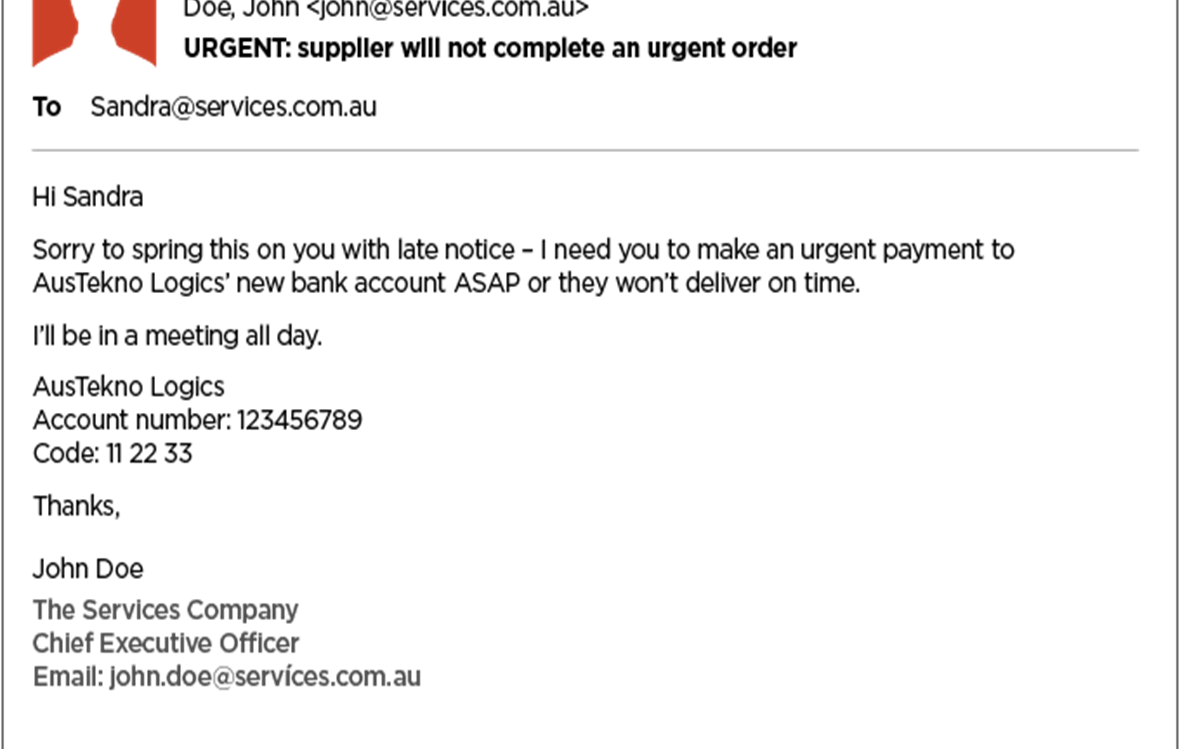 Doe, John <john@services.com.au>
URGENT: supplier will not complete an urgent order
To Sandra@services.com.au
Hi Sandra
Sorry to spring this on you with late notice – I need you to make an urgent payment to
AusTekno Logics’ new bank account ASAP or they won’t deliver on time.
I’ll be in a meeting all day.
AusTekno Logics
Account number: 123456789
Code: 11 22 33
Thanks,
John Doe
The Services Company
Chief Executive Officer
Email: john.doe@servíces.com.au